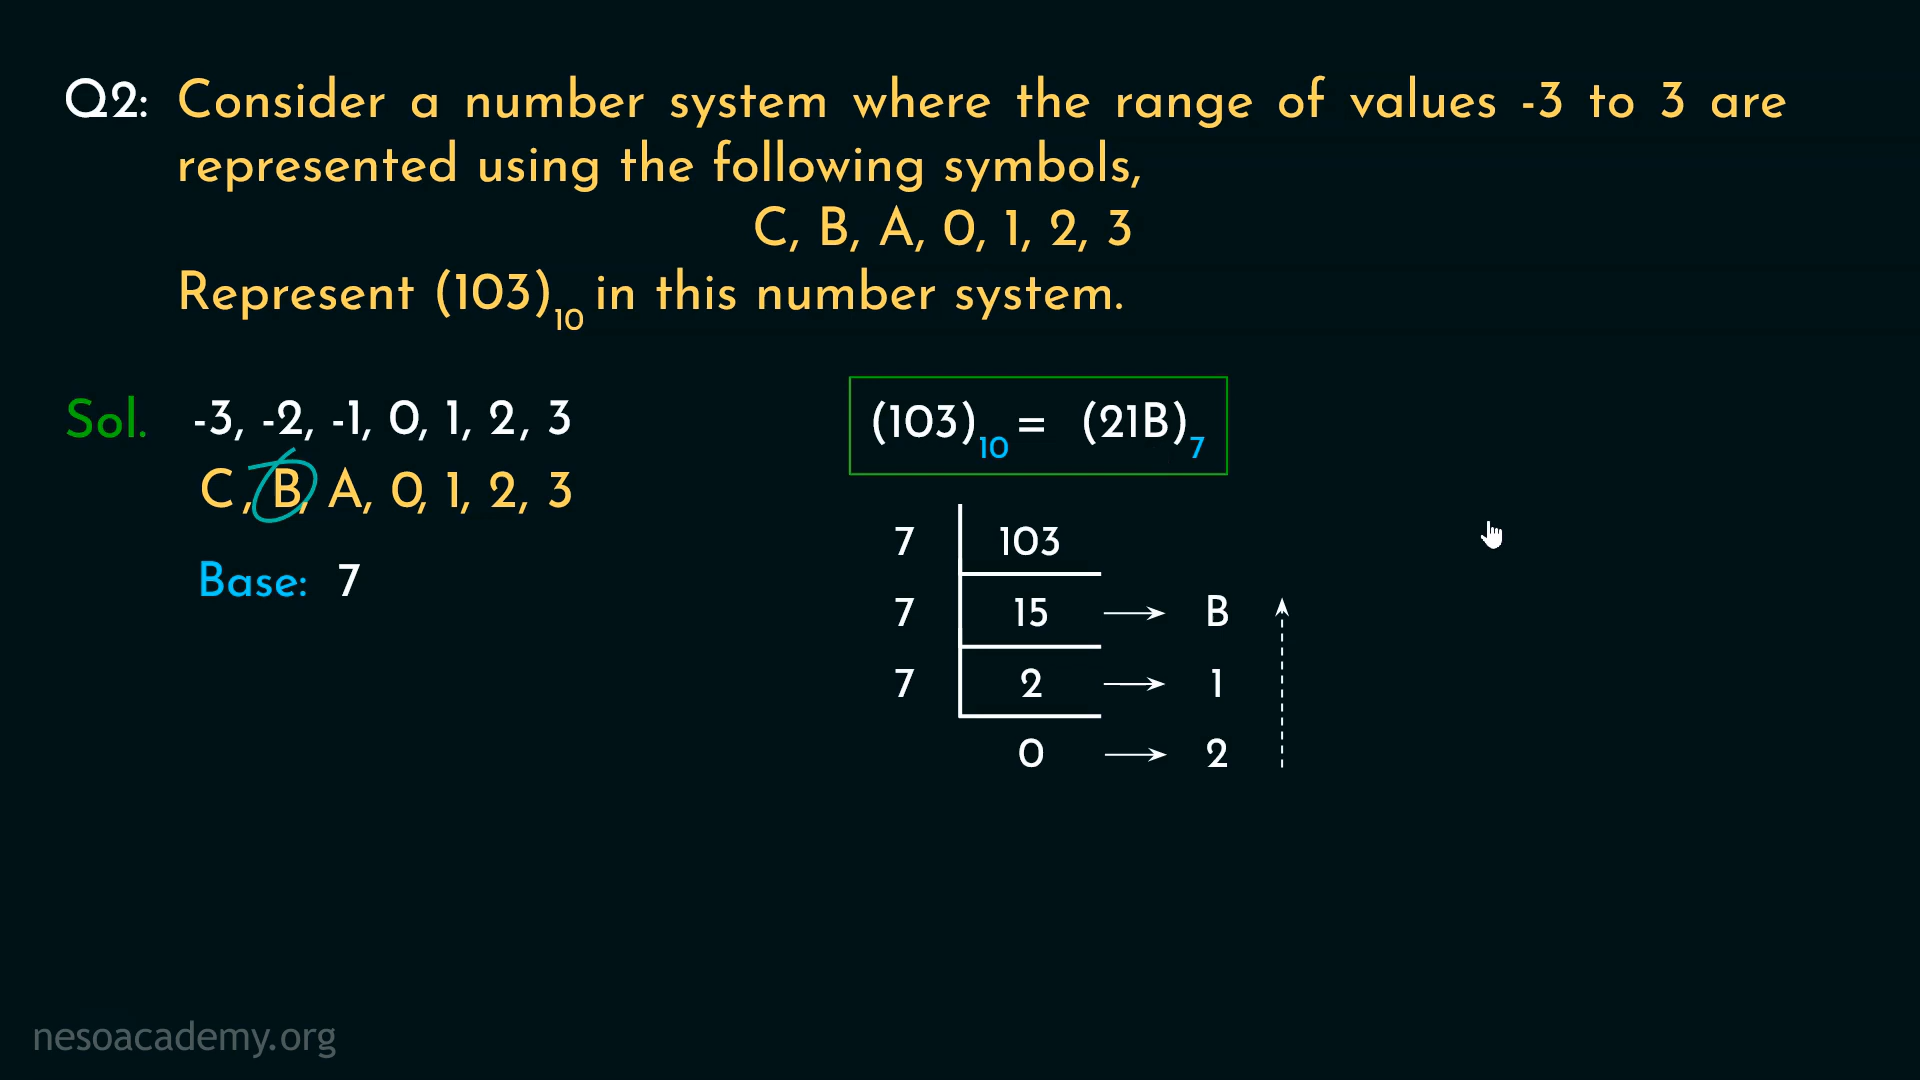 Q2: Consider a number system where the range of values -3 to 3 are
represented using the following symbols,
C, B, A, 0, 1, 2, 3
Represent (103)10 in this number system.
Sol. -3, -2, -1, 0, 1, 2, 3
C, B, A, 0, 1, 2, 3
Base: 7
(103)10 = (21B)7
7 103
7 15 → B
7 2 → 1
0 → 2
nesoacademy.org